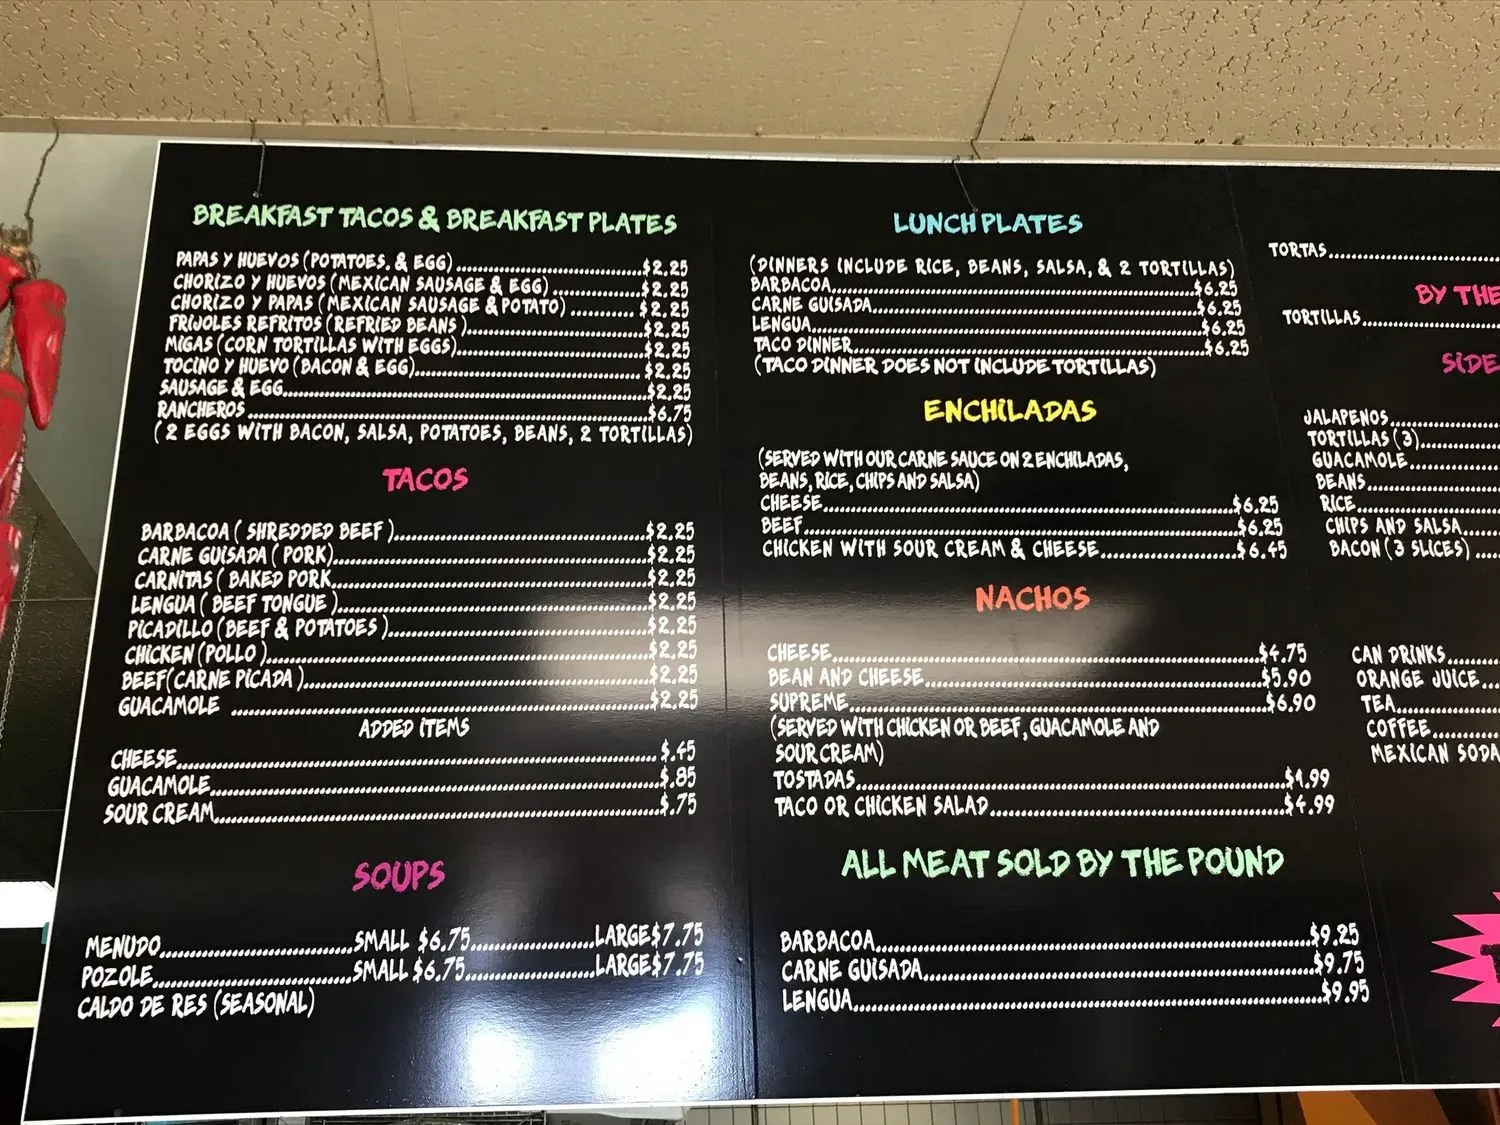 BREAKFAST TACOS & BREAKFAST PLATES
PAPAS Y HUEVOS (POTATOES. & EGG)....$2.25
CHORIZO Y HUEVOS (MEXICAN SAUSAGE & EGG)....$2.25
CHORIZO Y PAPAS (MEXICAN SAUSAGE & POTATO)....$2.25
FRIJOLES REFRITOS (REFRIED BEANS )....$2.25
MIGAS (CORN TORTILLAS WITH EGGS)....$2.25
TOCINO Y HUEVO (BACON & EGG)....$2.25
SAUSAGE & EGG....$2.25
RANCHEROS....$6.75
( 2 EGGS WITH BACON, SALSA, POTATOES, BEANS, 2 TORTILLAS)
TACOS
BARBACOA ( SHREDDED BEEF )....$2.25
CARNE GUISADA ( PORK)....$2.25
CARNITAS ( BAKED PORK....$2.25
LENGUA ( BEEF TONGUE )....$2.25
PICADILLO (BEEF & POTATOES )....$2.25
CHICKEN (POLLO )....$2.25
BEEF(CARNE PICADA )....$2.25
GUACAMOLE ....$2.25
ADDED ITEMS
CHEESE....$.45
GUACAMOLE....$.85
SOUR CREAM....$.75
SOUPS
MENUDO....SMALL $6.75....LARGE$7.75
POZOLE....SMALL $6.75....LARGE$7.75
CALDO DE RES (SEASONAL)
LUNCH PLATES
(DINNERS INCLUDE RICE, BEANS, SALSA, & 2 TORTILLAS)
BARBACOA....$6.25
CARNE GUISADA....$6.25
LENGUA....$6.25
TACO DINNER....$6.25
(TACO DINNER DOES NOT INCLUDE TORTILLAS)
ENCHILADAS
(SERVED WITH OUR CARNE SAUCE ON 2 ENCHILADAS,
BEANS, RICE, CHIPS AND SALSA)
CHEESE....$6.25
BEEF....$6.25
CHICKEN WITH SOUR CREAM & CHEESE....$6.45
NACHOS
CHEESE....$4.75
BEAN AND CHEESE....$5.90
SUPREME....$6.90
(SERVED WITH CHICKEN OR BEEF, GUACAMOLE AND
SOUR CREAM)
TOSTADAS....$1.99
TACO OR CHICKEN SALAD....$4.99
ALL MEAT SOLD BY THE POUND
BARBACOA....$9.25
CARNE GUISADA....$9.75
LENGUA....$9.95
TORTAS....
BY THE
TORTILLAS....
SIDE
JALAPENOS....
TORTILLAS (3)....
GUACAMOLE....
BEANS....
RICE....
CHIPS AND SALSA....
BACON (3 SLICES) ....
CAN DRINKS....
ORANGE JUICE....
TEA....
COFFEE....
MEXICAN SODA